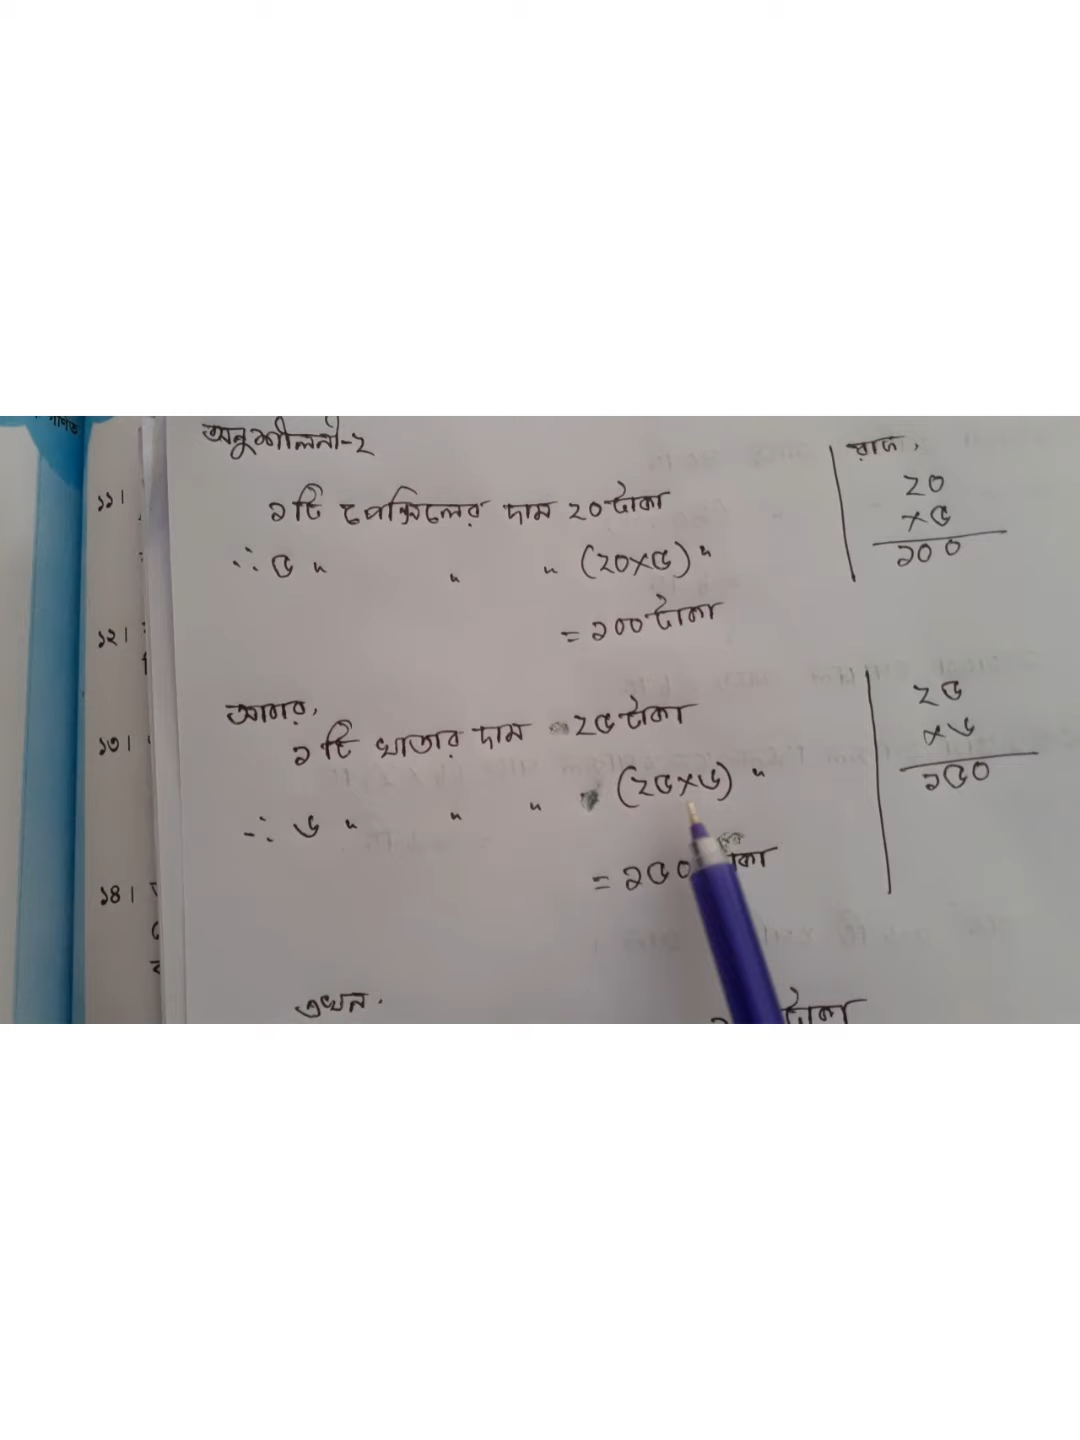 গণিত
অনুশীলনী-২
১১।
১টি পেন্সিলের দাম ২০ টাকা
∴ ৫ " " " (২০×৫) "
= ১০০ টাকা
রাফ,
২০
×৫
১০০
১২।
আবার,
১৩।
১টি খাতার দাম ২৫ টাকা
∴ ৬ " " " (২৫×৬) "
= ১৫০ টাকা
২৫
×৬
১৫০
১৪।
এখন,
টাকা